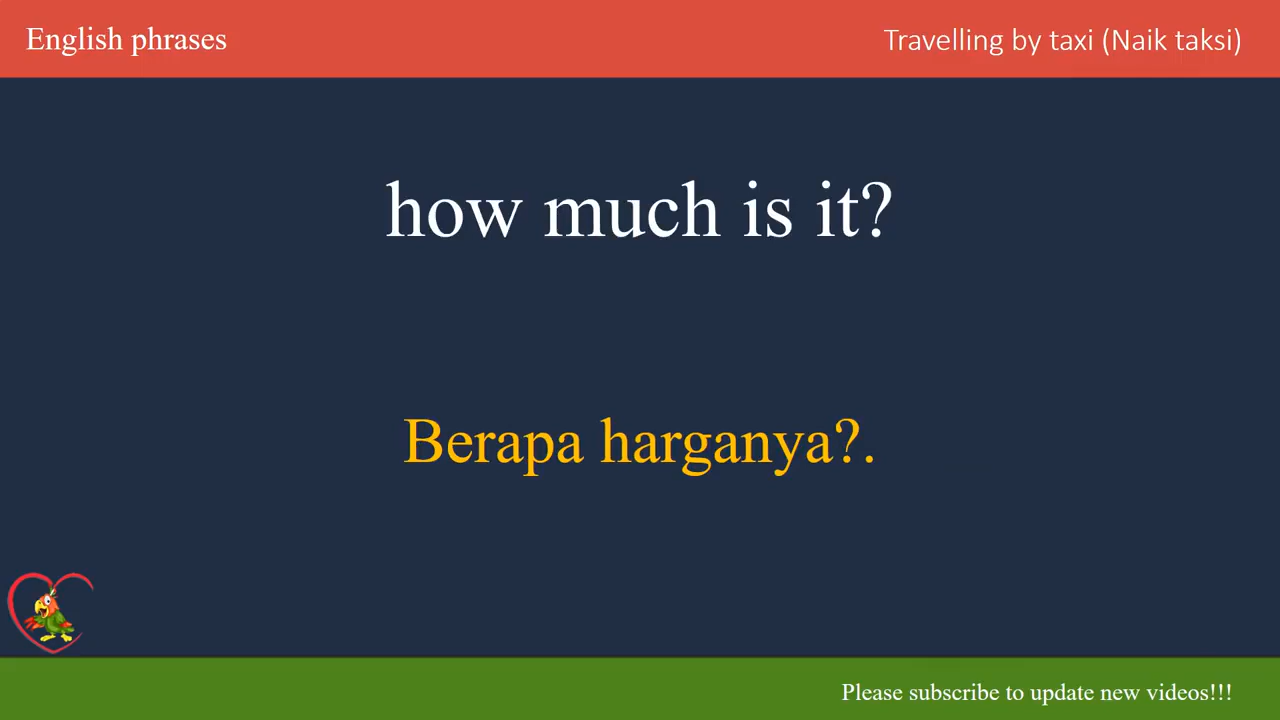 English phrases
Travelling by taxi (Naik taksi)
how much is it?
Berapa harganya?.
Please subscribe to update new videos!!!